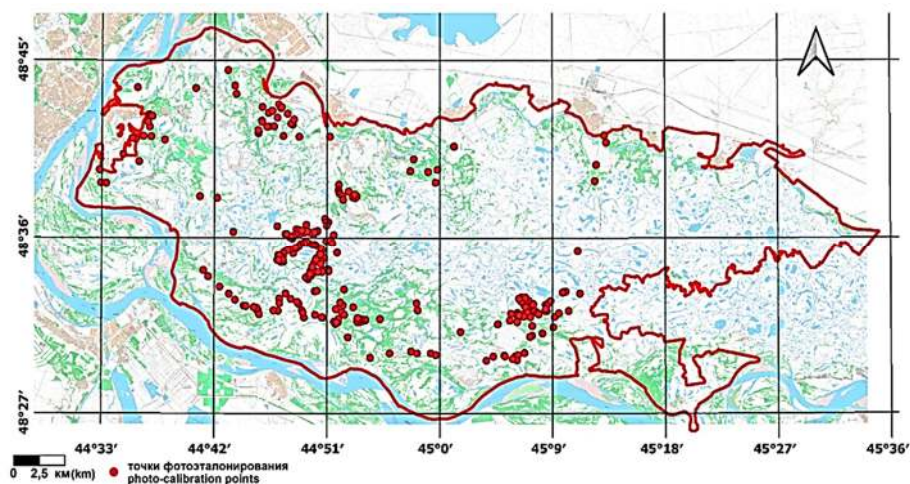 48°45′
48°36′
48°27′
44°33′ 44°42′ 44°51′ 45°0′ 45°9′ 45°18′ 45°27′ 45°36′
0 2,5 км(km) точки фотоэталонирования
photo-calibration points